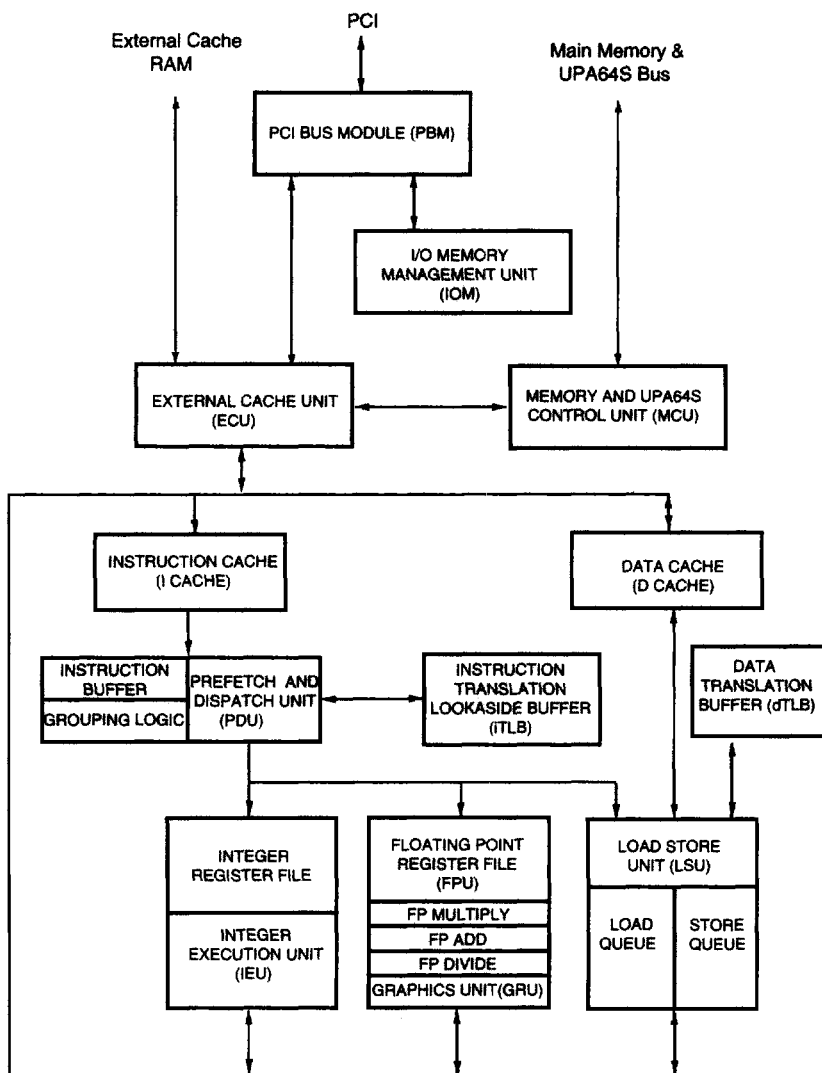 PCI
External Cache
RAM
Main Memory &
UPA64S Bus
PCI BUS MODULE (PBM)
I/O MEMORY
MANAGEMENT UNIT
(IOM)
EXTERNAL CACHE UNIT
(ECU)
MEMORY AND UPA64S
CONTROL UNIT (MCU)
INSTRUCTION CACHE
(I CACHE)
DATA CACHE
(D CACHE)
INSTRUCTION
BUFFER
GROUPING LOGIC
PREFETCH AND
DISPATCH UNIT
(PDU)
INSTRUCTION
TRANSLATION
LOOKASIDE BUFFER
(iTLB)
DATA
TRANSLATION
BUFFER (dTLB)
INTEGER
REGISTER FILE
INTEGER
EXECUTION UNIT
(IEU)
FLOATING POINT
REGISTER FILE
(FPU)
FP MULTIPLY
FP ADD
FP DIVIDE
GRAPHICS UNIT(GRU)
LOAD STORE
UNIT (LSU)
LOAD
QUEUE
STORE
QUEUE